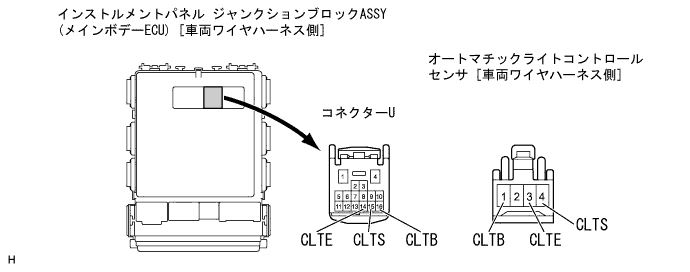 インストルメントパネル ジャンクションブロックASSY
(メインボデーECU) [車両ワイヤハーネス側]
オートマチックライトコントロール
センサ [車両ワイヤハーネス側]
コネクターU
1 4
2 3
5 6 7 8 9 10
11 12 13 14 15 16
1 2 3 4
CLTE CLTS CLTB
CLTB CLTE CLTS
H